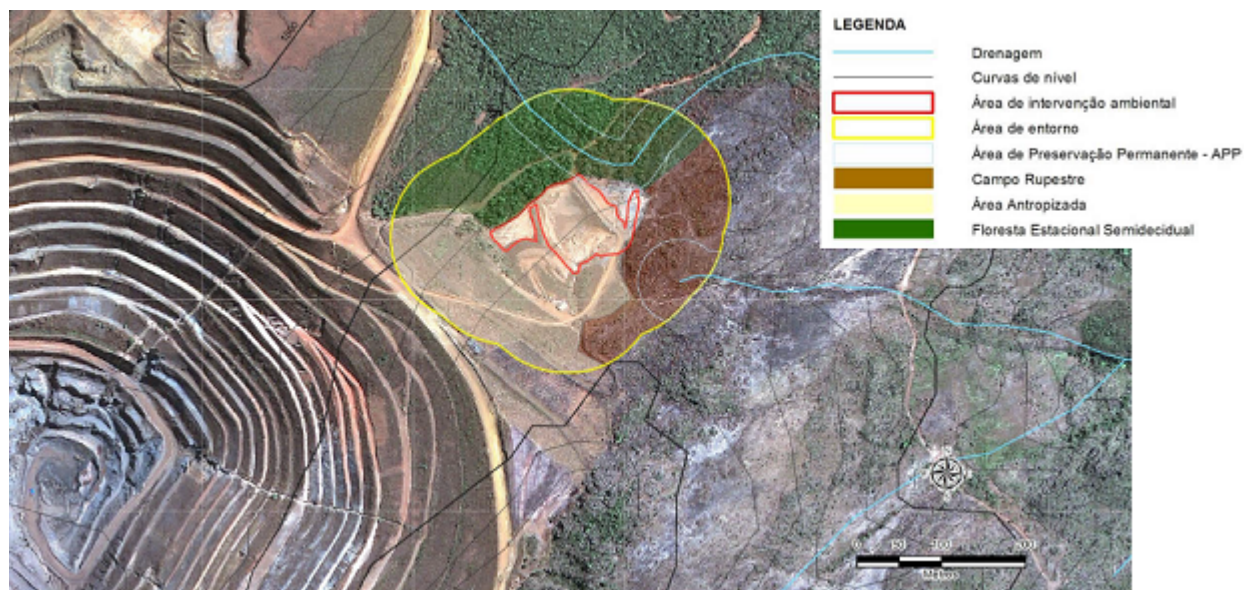 LEGENDA
Drenagem
Curvas de nível
Área de intervenção ambiental
Área de entorno
Área de Preservação Permanente - APP
Campo Rupestre
Área Antropizada
Floresta Estacional Semidecidual
Metros